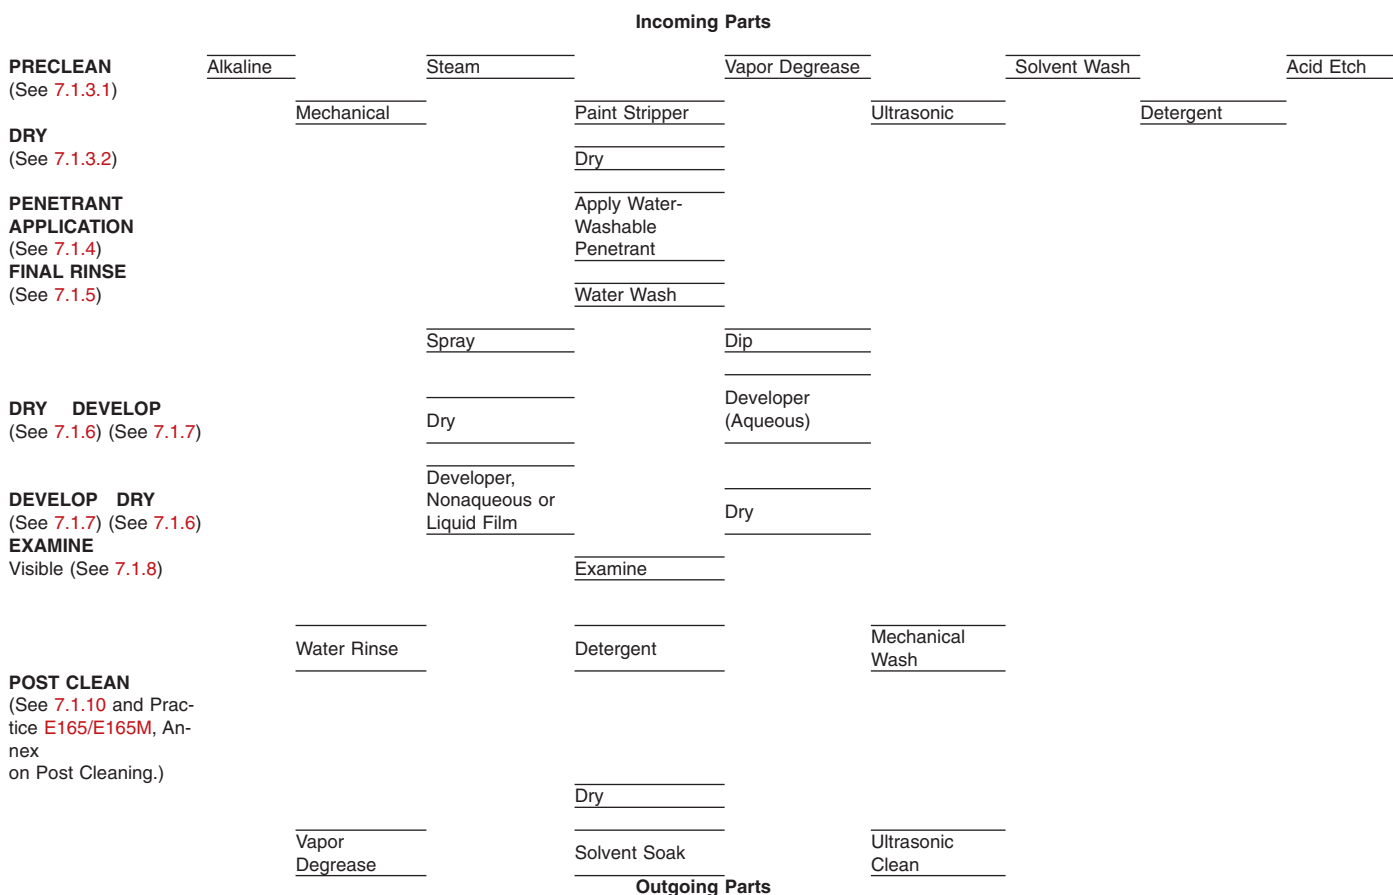 Incoming Parts
PRECLEAN Alkaline Steam Vapor Degrease Solvent Wash Acid Etch
(See 7.1.3.1)
Mechanical Paint Stripper Ultrasonic Detergent
DRY
(See 7.1.3.2) Dry
PENETRANT Apply Water-
APPLICATION Washable
(See 7.1.4) Penetrant
FINAL RINSE
(See 7.1.5) Water Wash
Spray Dip
Developer
(Aqueous)
DRY DEVELOP
(See 7.1.6) (See 7.1.7) Dry
Developer,
Nonaqueous or
Liquid Film
DEVELOP DRY
(See 7.1.7) (See 7.1.6) Dry
EXAMINE
Visible (See 7.1.8) Examine
Water Rinse Detergent Mechanical
Wash
POST CLEAN
(See 7.1.10 and Prac-
tice E165/E165M, An-
nex
on Post Cleaning.)
Dry
Vapor
Degrease
Solvent Soak
Ultrasonic
Clean
Outgoing Parts